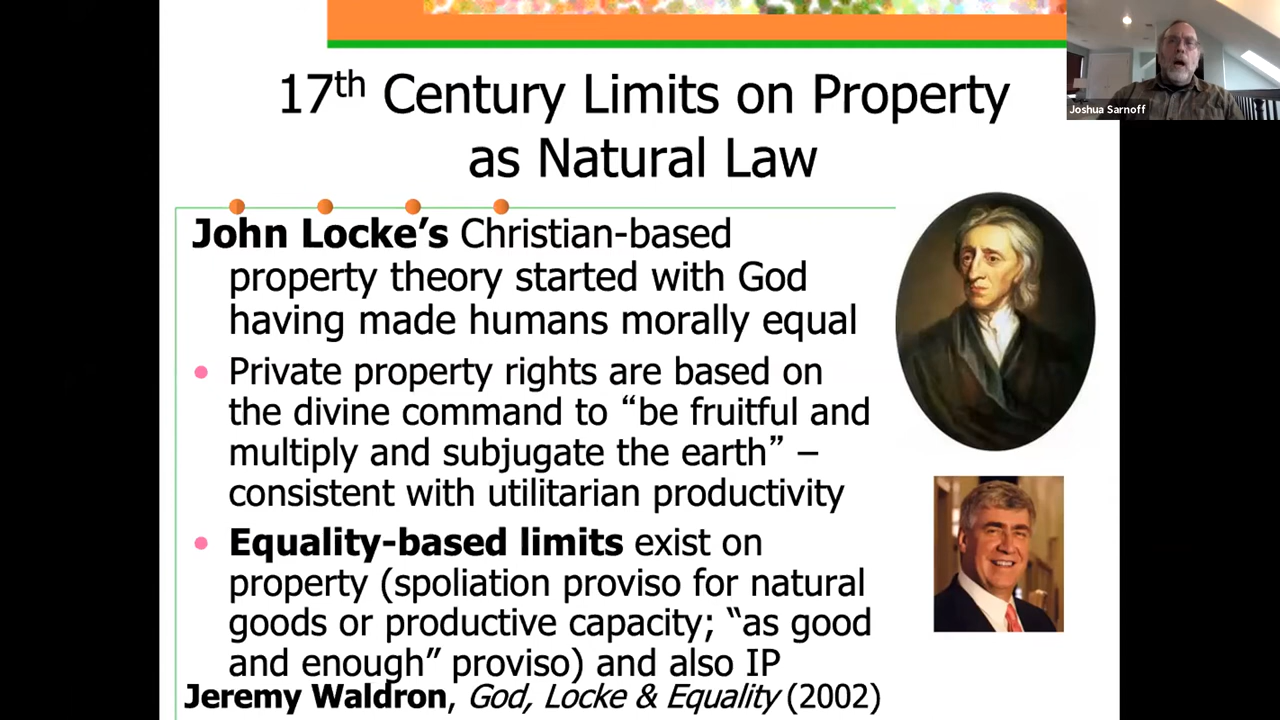 17th Century Limits on Property
as Natural Law
Joshua Sarnoff
John Locke’s Christian-based
property theory started with God
having made humans morally equal
• Private property rights are based on
the divine command to “be fruitful and
multiply and subjugate the earth” –
consistent with utilitarian productivity
• Equality-based limits exist on
property (spoliation proviso for natural
goods or productive capacity; “as good
and enough” proviso) and also IP
Jeremy Waldron, God, Locke & Equality (2002)